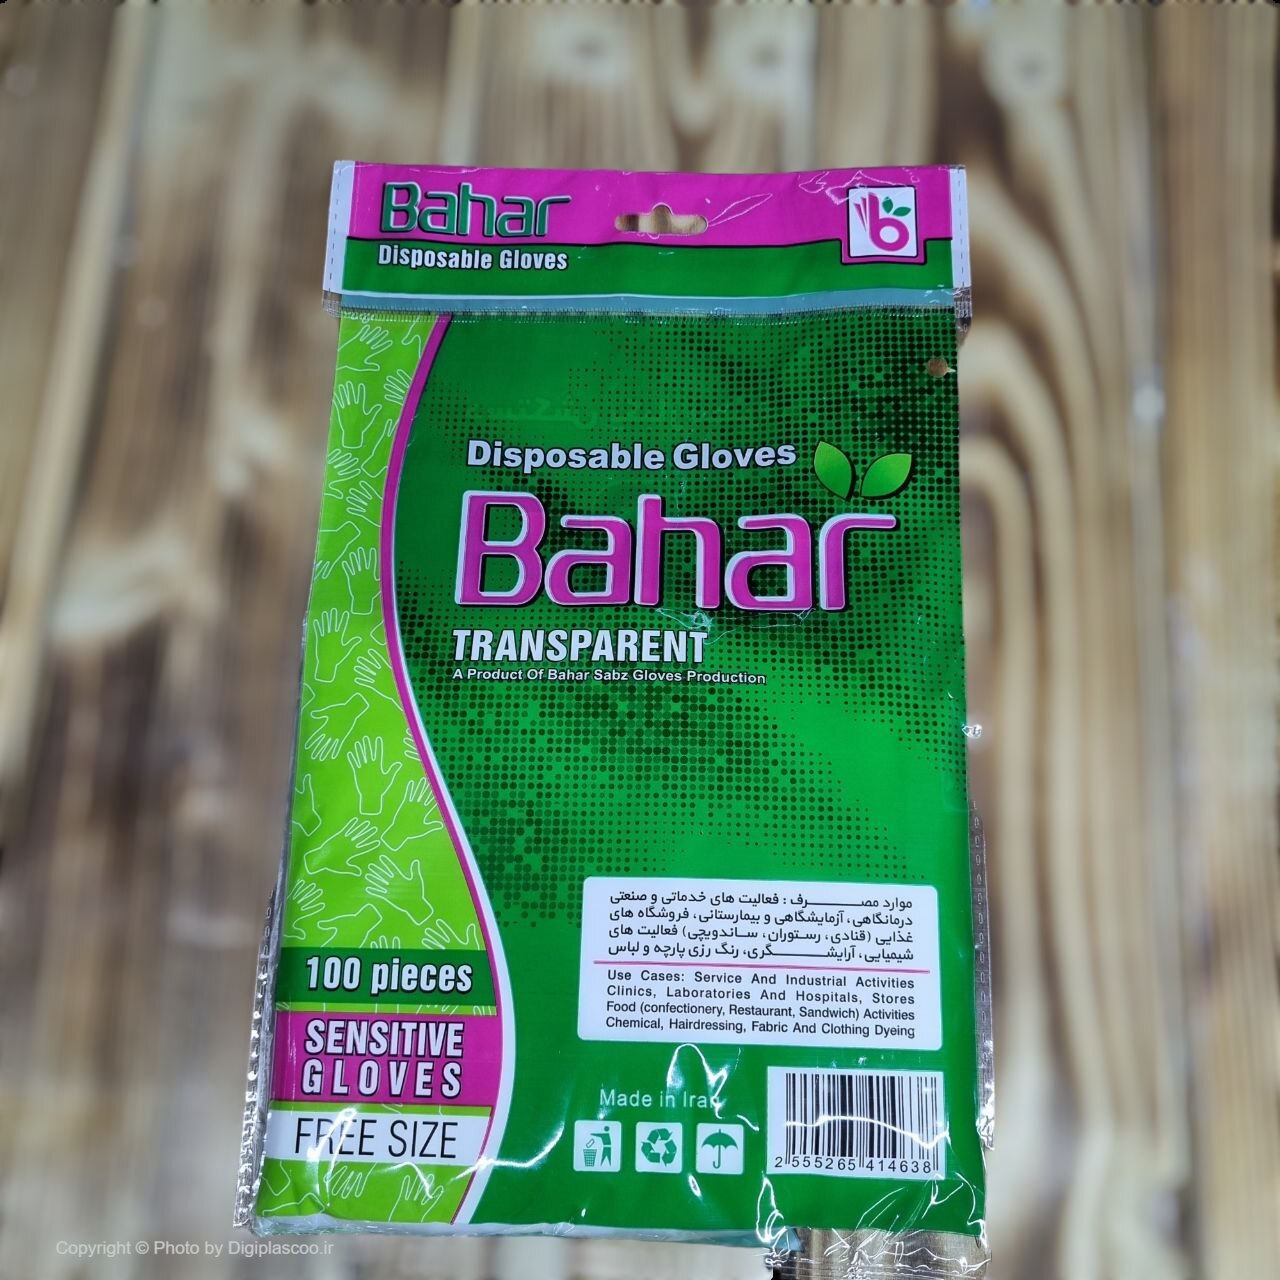 Bahar
Disposable Gloves
b
Disposable Gloves
Bahar
TRANSPARENT
A Product Of Bahar Sabz Gloves Production
موارد مصرف : فعالیت های خدماتی و صنعتی
درمانگاهی، آزمایشگاهی و بیمارستانی، فروشگاه های
غذایی (قنادی، رستوران، ساندویچی) فعالیت های
شیمیایی، آرایشگری، رنگ رزی پارچه و لباس
Use Cases: Service And Industrial Activities
Clinics, Laboratories And Hospitals, Stores
Food (confectionery, Restaurant, Sandwich) Activities
Chemical, Hairdressing, Fabric And Clothing Dyeing
100 pieces
SENSITIVE
GLOVES
FREE SIZE
Made in Iran
2 555265 414638
Copyright © Photo by Digiplascoo.ir